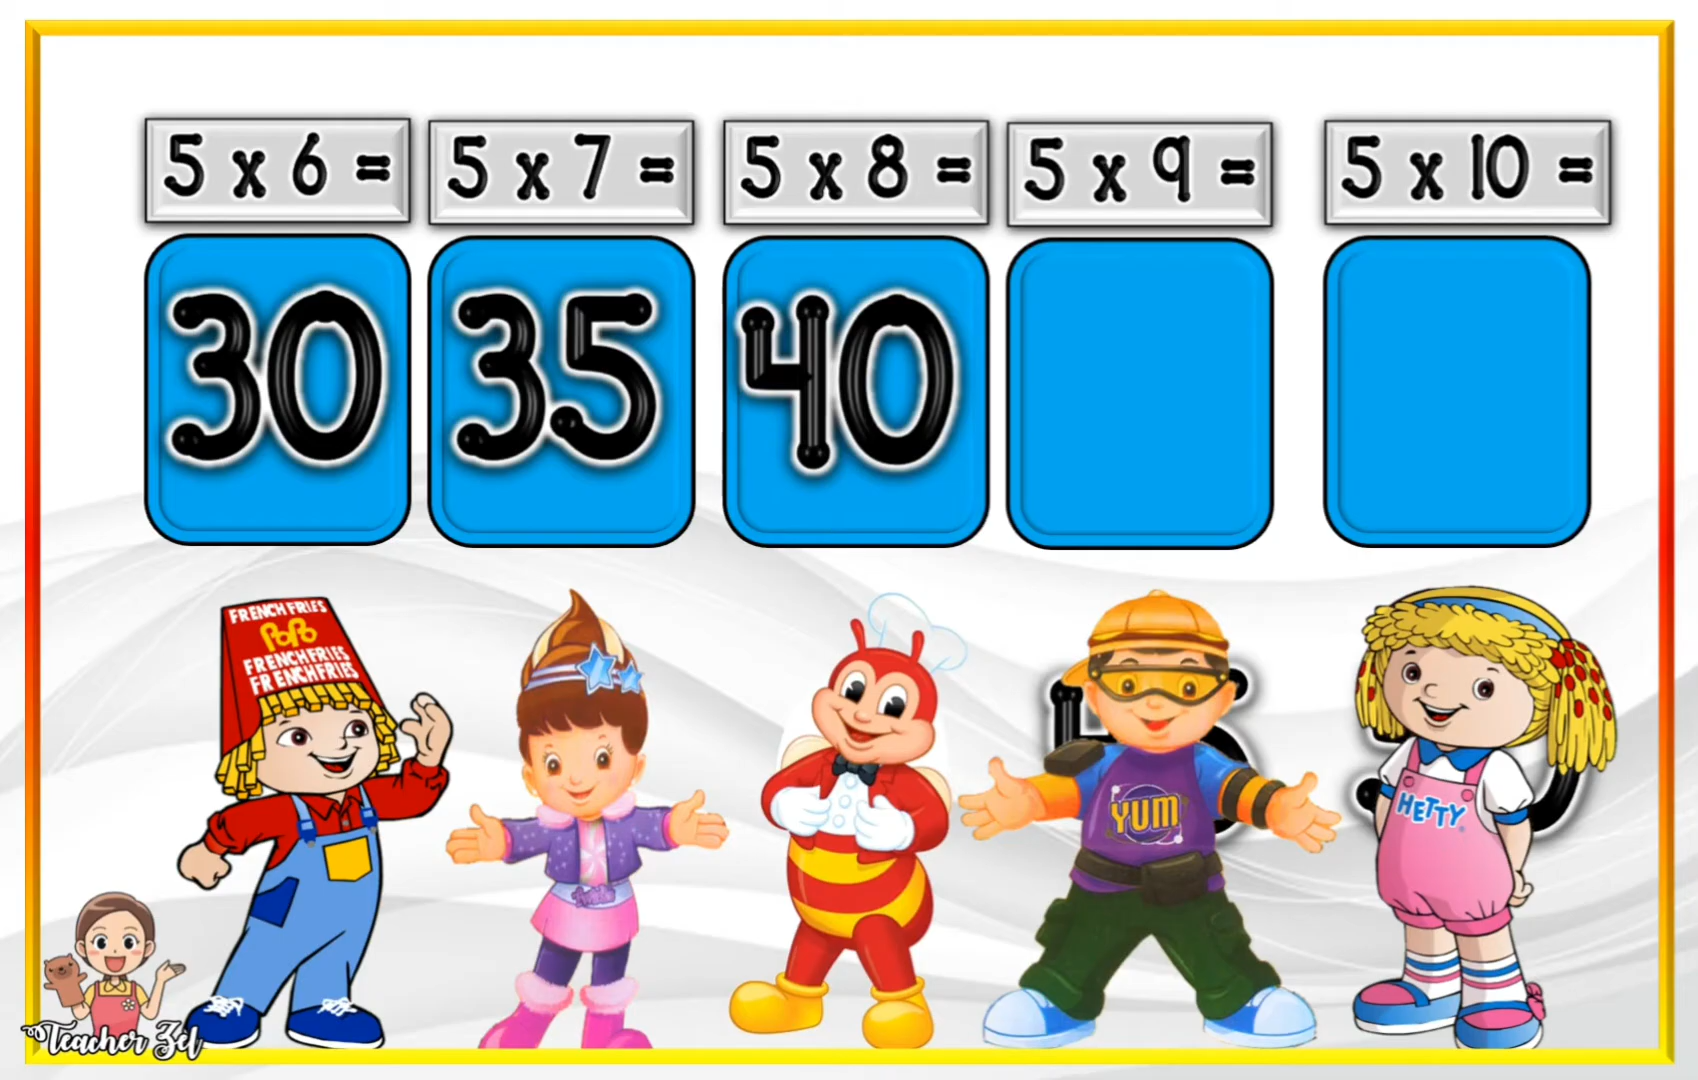 5 x 6 =
5 x 7 =
5 x 8 =
5 x 9 =
5 x 10 =
30
35
40
FRENCH FRIES
PoPo
FRENCH FRIES
FRENCH FRIES
YUM
HETTY
Teacher Zel